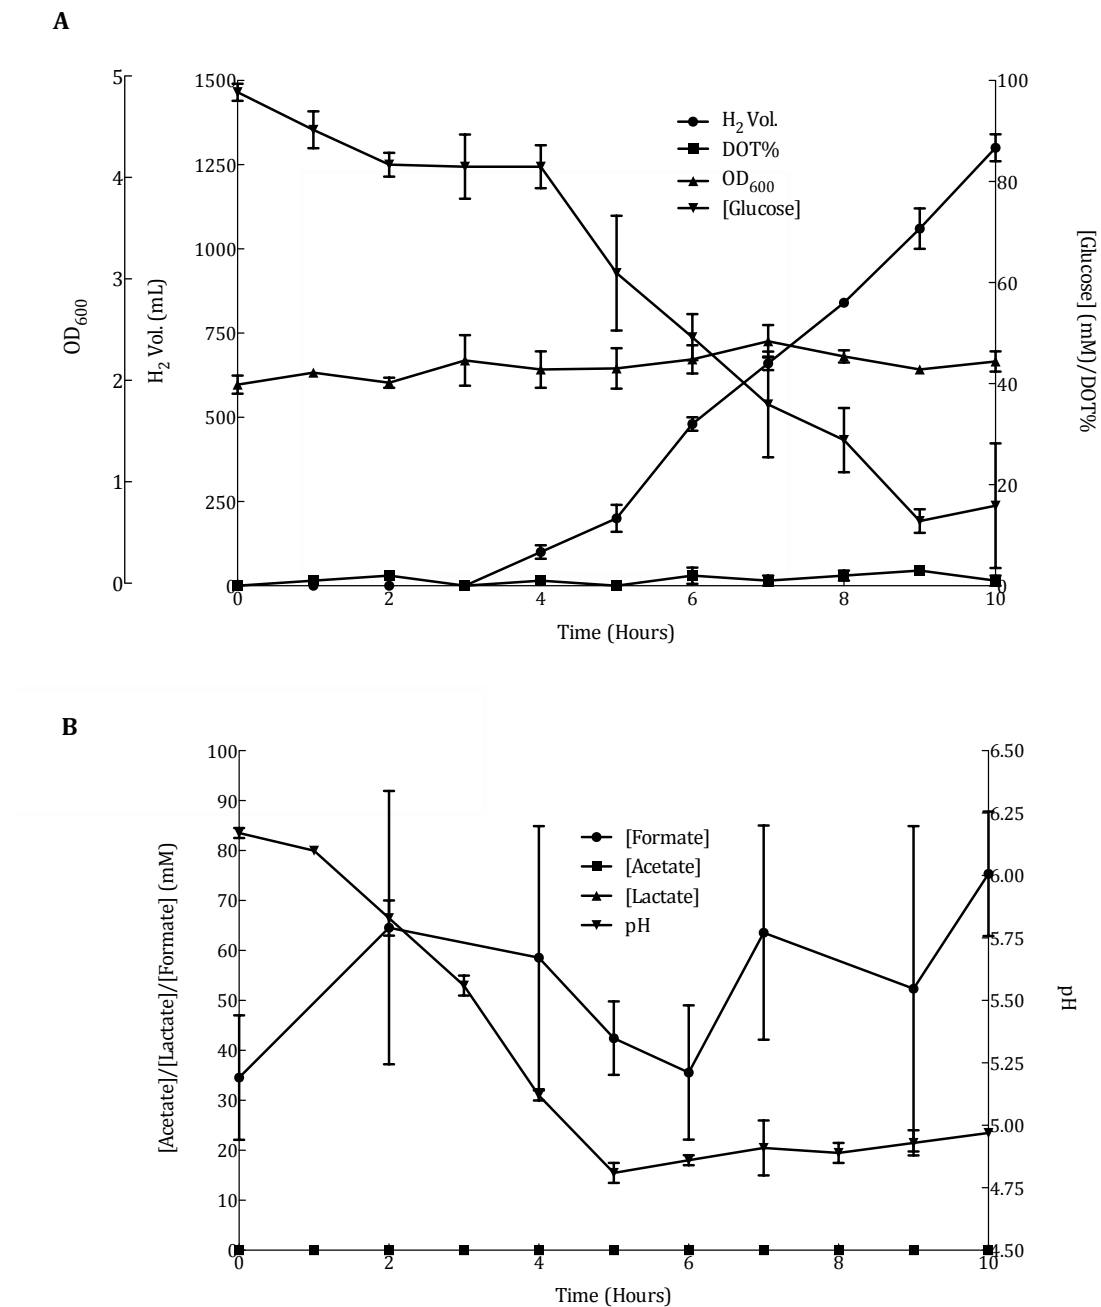 A
5
4
3
2
1
0
OD600
1500
1250
1000
750
500
250
0
H2 Vol. (mL)
H2 Vol.
DOT%
OD600
[Glucose]
100
80
60
40
20
0
[Glucose] (mM)/DOT%
0 2 4 6 8 10
Time (Hours)
B
100
90
80
70
60
50
40
30
20
10
0
[Acetate]/[Lactate]/[Formate] (mM)
[Formate]
[Acetate]
[Lactate]
pH
6.50
6.25
6.00
5.75
5.50
5.25
5.00
4.75
4.50
pH
0 2 4 6 8 10
Time (Hours)